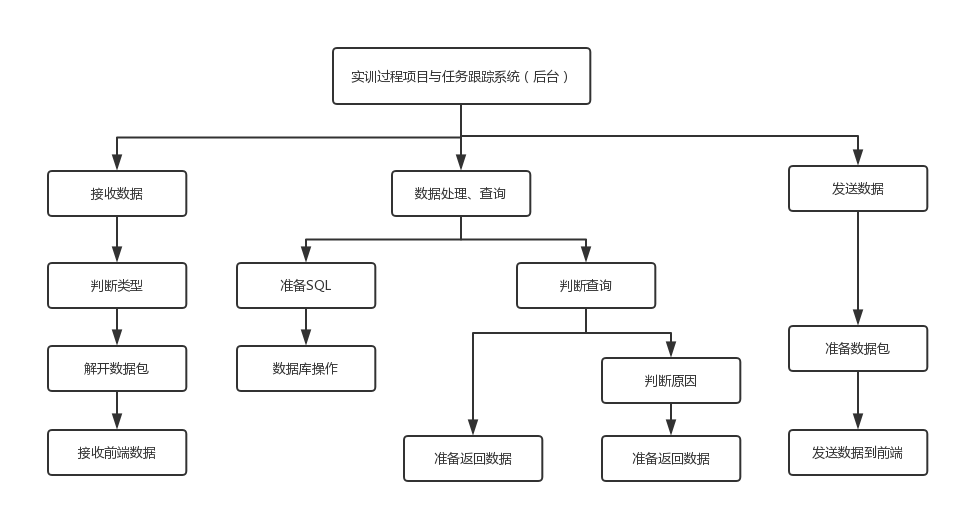 实训过程项目与任务跟踪系统（后台）
接收数据
数据处理、查询
发送数据
判断类型
准备SQL
判断查询
解开数据包
数据库操作
准备数据包
判断原因
接收前端数据
准备返回数据
准备返回数据
发送数据到前端